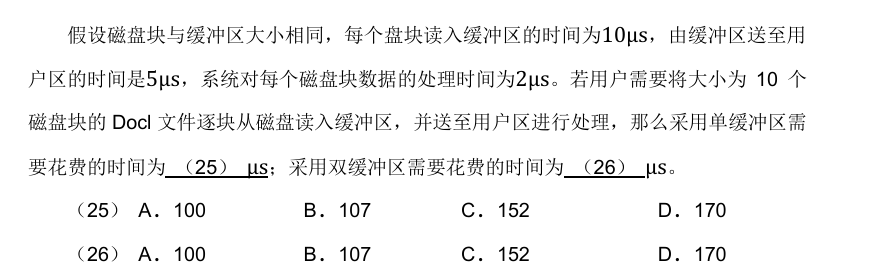 假设磁盘块与缓冲区大小相同，每个盘块读入缓冲区的时间为10μs，由缓冲区送至用
户区的时间是5μs，系统对每个磁盘块数据的处理时间为2μs。若用户需要将大小为 10 个
磁盘块的 Docl 文件逐块从磁盘读入缓冲区，并送至用户区进行处理，那么采用单缓冲区需
要花费的时间为 （25） μs；采用双缓冲区需要花费的时间为 （26） μs。
（25） A．100 B．107 C．152 D．170
（26） A．100 B．107 C．152 D．170